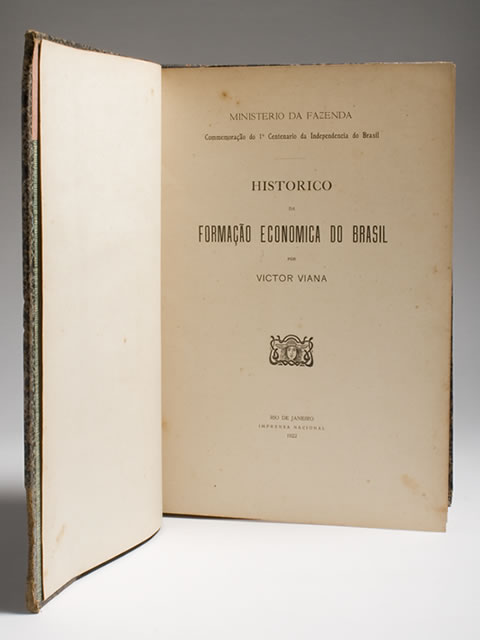 MINISTERIO DA FAZENDA
Commemoração do 1º Centenario da Independencia do Brasil
HISTORICO
DA
FORMAÇÃO ECONOMICA DO BRASIL
POR
VICTOR VIANA
RIO DE JANEIRO
IMPRENSA NACIONAL
1922